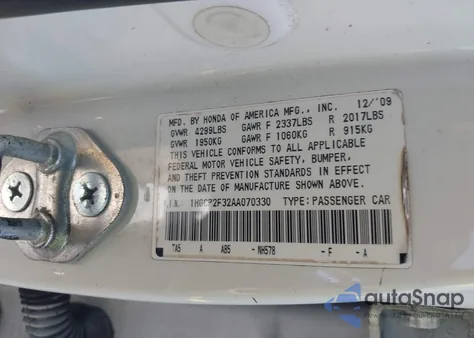 MFD. BY HONDA OF AMERICA MFG., INC. 12/'09
GVWR 4299LBS GAWR F 2337LBS R 2017LBS
GVWR 1950KG GAWR F 1060KG R 915KG
THIS VEHICLE CONFORMS TO ALL APPLICABLE
FEDERAL MOTOR VEHICLE SAFETY, BUMPER,
AND THEFT PREVENTION STANDARDS IN EFFECT
ON THE DATE OF MANUFACTURE SHOWN ABOVE.
V.I.N. 1HGCP2F32AA070330 TYPE: PASSENGER CAR
TA5 A AB5 -NH578 -F -A
autoSnap